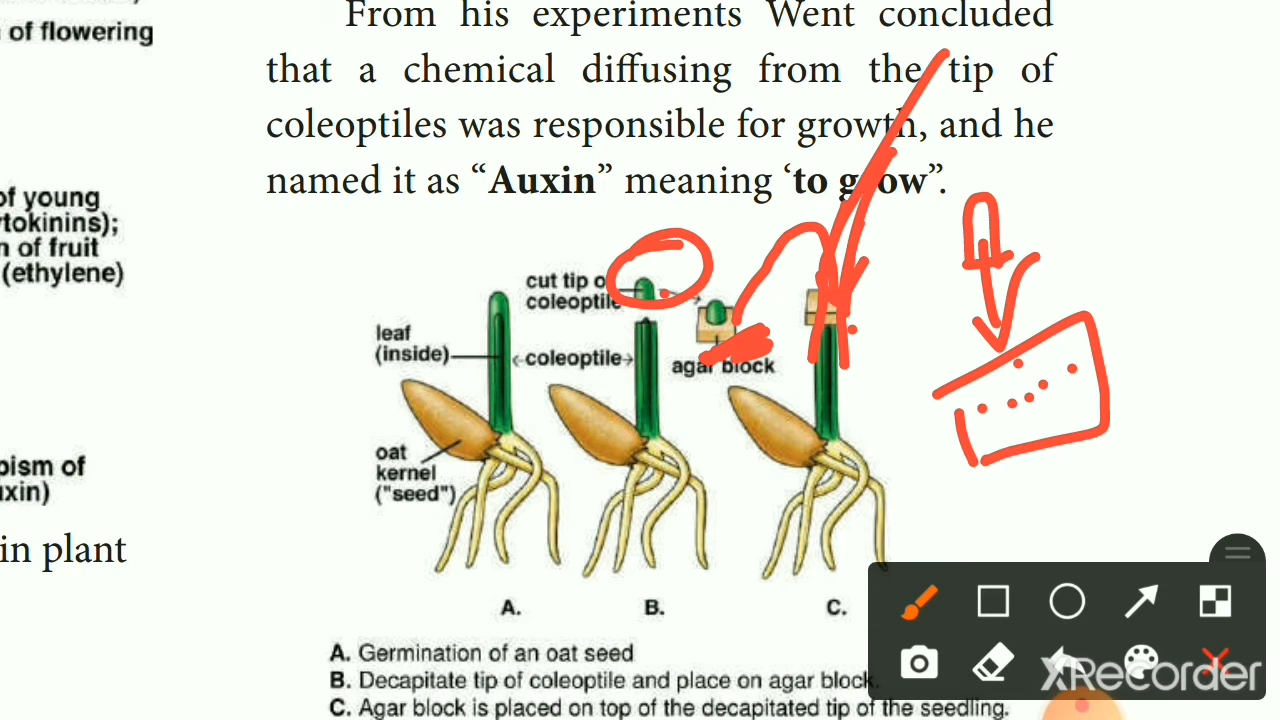 of flowering
From his experiments Went concluded
that a chemical diffusing from the tip of
coleoptiles was responsible for growth, and he
named it as “Auxin” meaning ‘to grow”.
of young
ytokinins);
n of fruit
(ethylene)
cut tip o
coleoptile
leaf
(inside)
coleoptile
agar block
oat
kernel
("seed")
pism of
uxin)
in plant
A.
B.
C.
A. Germination of an oat seed
B. Decapitate tip of coleoptile and place on agar block.
C. Agar block is placed on top of the decapitated tip of the seedling.
XRecorder